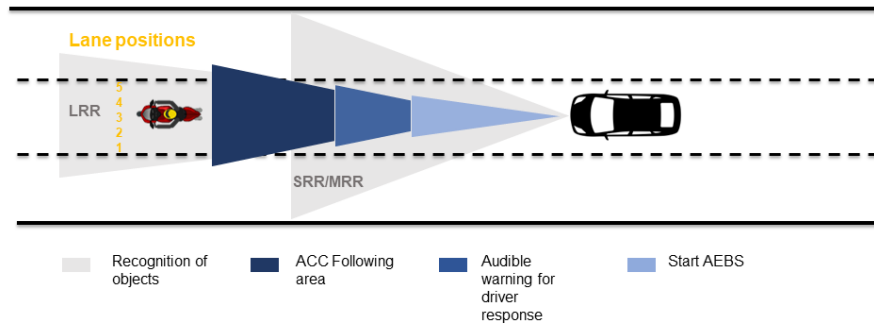 Lane positions
LRR
5
4
3
2
1
SRR/MRR
Recognition of
objects
ACC Following
area
Audible
warning for
driver
response
Start AEBS